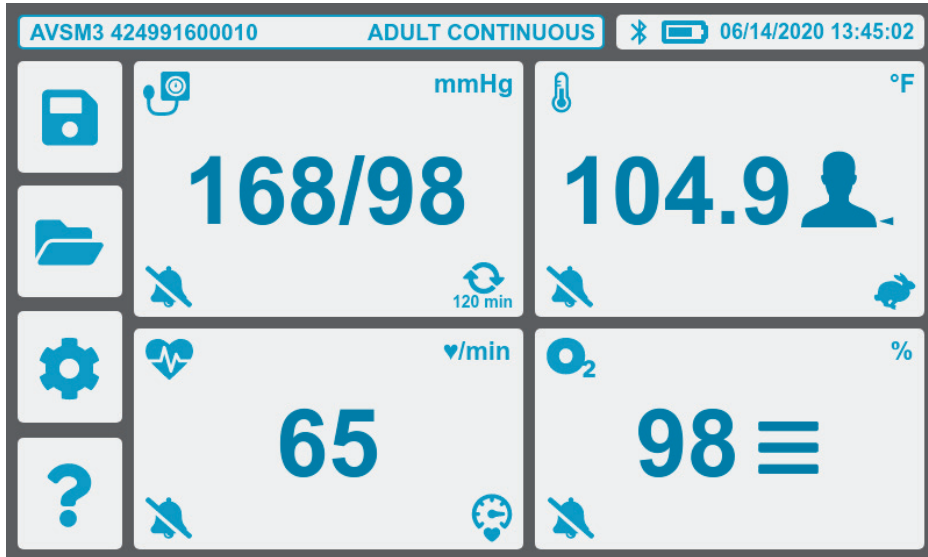 AVSM3 424991600010 ADULT CONTINUOUS 06/14/2020 13:45:02
mmHg
168/98
120 min
°F
104.9
♥/min
65
O2 %
98
?